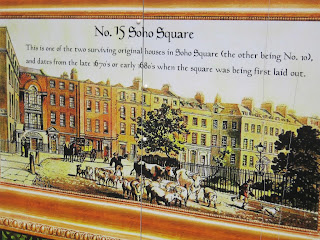 No. 15 Soho Square
This is one of the two surviving original houses in Soho Square (the other being No. 10),
and dates from the late 1670's or early 1680's when the square was being first laid out.